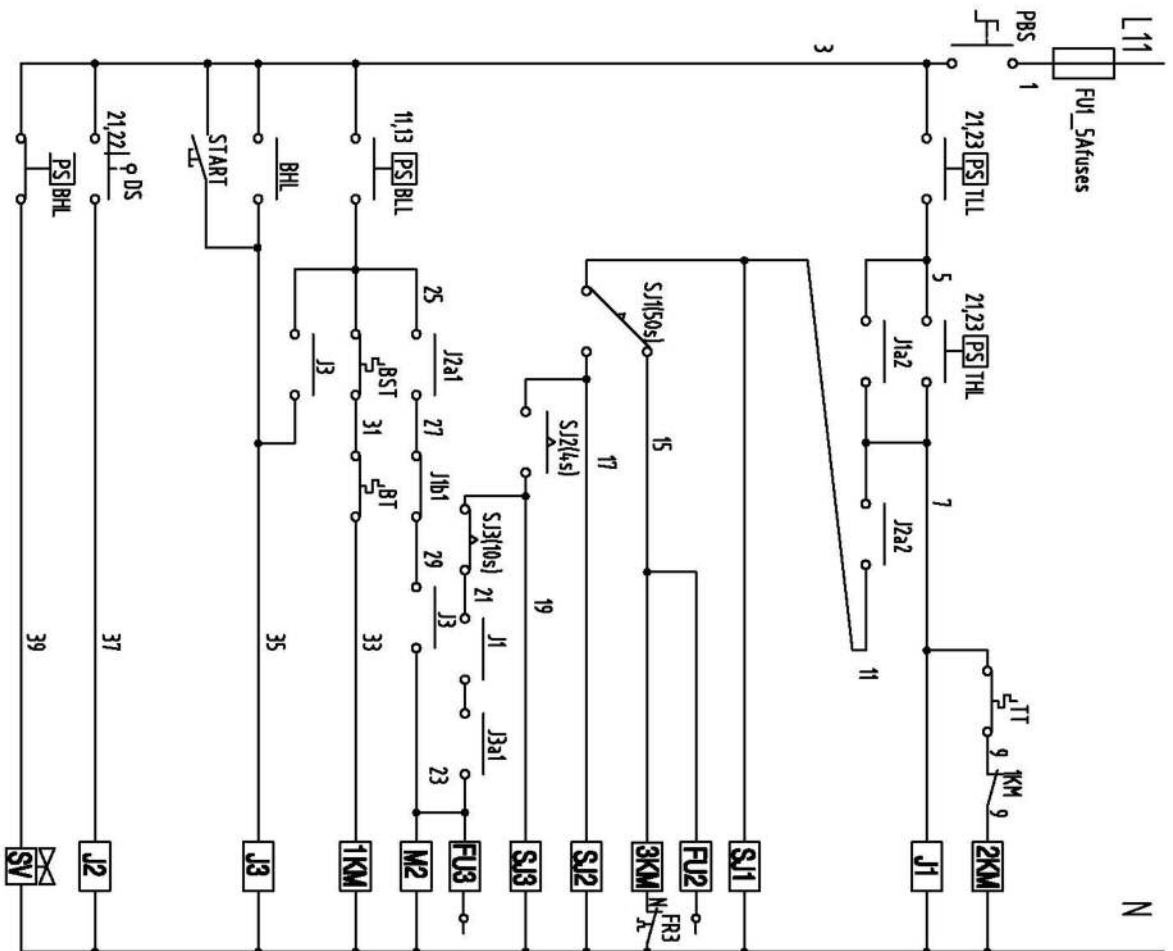 L11
PBS
1
FU1_5Afuses
3
21,23 PS TLL
5
21,23 PS THL
J1a2
7
J2a2
11
TT
9
1KM
9
2KM
J1
SJ1
SJ1(50s)
15
FU2
3KM
N
FR3
17
SJ2
SJ2(4s)
19
SJ3
SJ3(10s)
21
J1
J3a1
23
FU3
11,13 PS BLL
25
J2a1
27
J1b1
29
J3
M2
BST
31
BT
33
1KM
J3
BHL
START
35
J3
21,22 DS
37
J2
PS BHL
39
SV
N